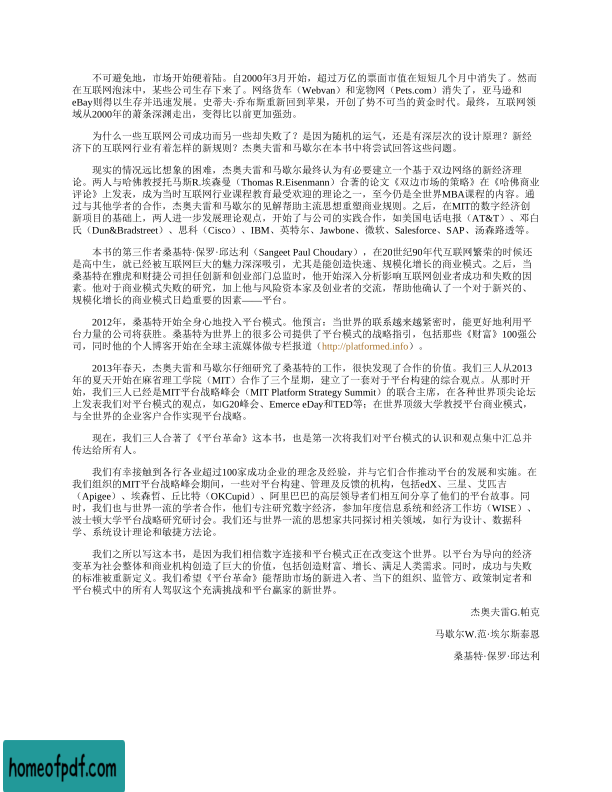 不可避免地，市场开始硬着陆。自2000年3月开始，超过万亿的票面市值在短短几个月中消失了。然而
在互联网泡沫中，某些公司生存下来了。网络货车（Webvan）和宠物网（Pets.com）消失了，亚马逊和
eBay则得以生存并迅速发展。史蒂夫·乔布斯重新回到苹果，开创了势不可当的黄金时代。最终，互联网领
域从2000年的萧条深渊走出，变得比以前更加强劲。
为什么一些互联网公司成功而另一些却失败了？是因为随机的运气，还是有深层次的设计原理？新经
济下的互联网行业有着怎样的新规则？杰奥夫雷和马歇尔在本书中将尝试回答这些问题。
现实的情况远比想象的困难，杰奥夫雷和马歇尔最终认为有必要建立一个基于双边网络的新经济理
论。两人与哈佛教授托马斯R.埃森曼（Thomas R.Eisenmann）合著的论文《双边市场的策略》在《哈佛商业
评论》上发表，成为当时互联网行业课程教育最受欢迎的理论之一，至今仍是全世界MBA课程的内容。通
过与其他学者的合作，杰奥夫雷和马歇尔的见解帮助主流思想重塑商业规则。之后，在MIT的数字经济创
新项目的基础上，两人进一步发展理论观点，开始了与公司的实践合作，如美国电话电报（AT&T）、邓白
氏（Dun&Bradstreet）、思科（Cisco）、IBM、英特尔、Jawbone、微软、Salesforce、SAP、汤森路透等。
本书的第三作者桑基特·保罗·邱达利（Sangeet Paul Choudary），在20世纪90年代互联网繁荣的时候还
是高中生，就已经被互联网巨大的魅力深深吸引，尤其是能创造快速、规模化增长的商业模式。之后，当
桑基特在雅虎和财捷公司担任创新和创业部门总监时，他开始深入分析影响互联网创业者成功和失败的因
素。他对于商业模式失败的研究，加上他与风险资本家及创业者的交流，帮助他确认了一个对于新兴的、
规模化增长的商业模式日趋重要的因素——平台。
2012年，桑基特开始全身心地投入平台模式。他预言：当世界的联系越来越紧密时，能更好地利用平
台力量的公司将获胜。桑基特为世界上的很多公司提供了平台模式的战略指引，包括那些《财富》100强公
司，同时他的个人博客开始在全球主流媒体做专栏报道（http://platformed.info）。
2013年春天，杰奥夫雷和马歇尔仔细研究了桑基特的工作，很快发现了合作的价值。我们三人从2013
年的夏天开始在麻省理工学院（MIT）合作了三个星期，建立了一套对于平台构建的综合观点。从那时开
始，我们三人已经是MIT平台战略峰会（MIT Platform Strategy Summit）的联合主席，在各种世界顶尖论坛
上发表我们对平台模式的观点，如G20峰会、Emerce eDay和TED等；在世界顶级大学教授平台商业模式，
与全世界的企业客户合作实现平台战略。
现在，我们三人合著了《平台革命》这本书，也是第一次将我们对平台模式的认识和观点集中汇总并
传达给所有人。
我们有幸接触到各行各业超过100家成功企业的理念及经验，并与它们合作推动平台的发展和实施。在
我们组织的MIT平台战略峰会期间，一些对平台构建、管理及反馈的机构，包括edX、三星、艾匹吉
（Apigee）、埃森哲、丘比特（OKCupid）、阿里巴巴的高层领导者们相互间分享了他们的平台故事。同
时，我们也与世界一流的学者合作，他们专注研究数字经济，参加年度信息系统和经济工作坊（WISE）、
波士顿大学平台战略研究研讨会。我们还与世界一流的思想家共同探讨相关领域，如行为设计、数据科
学、系统设计理论和敏捷方法论。
我们之所以写这本书，是因为我们相信数字连接和平台模式正在改变这个世界。以平台为导向的经济
变革为社会整体和商业机构创造了巨大的价值，包括创造财富、增长、满足人类需求。同时，成功与失败
的标准被重新定义。我们希望《平台革命》能帮助市场的新进入者、当下的组织、监管方、政策制定者和
平台模式中的所有人驾驭这个充满挑战和平台赢家的新世界。
杰奥夫雷G.帕克
马歇尔W.范·埃尔斯泰恩
桑基特·保罗·邱达利
homeofpdf.com